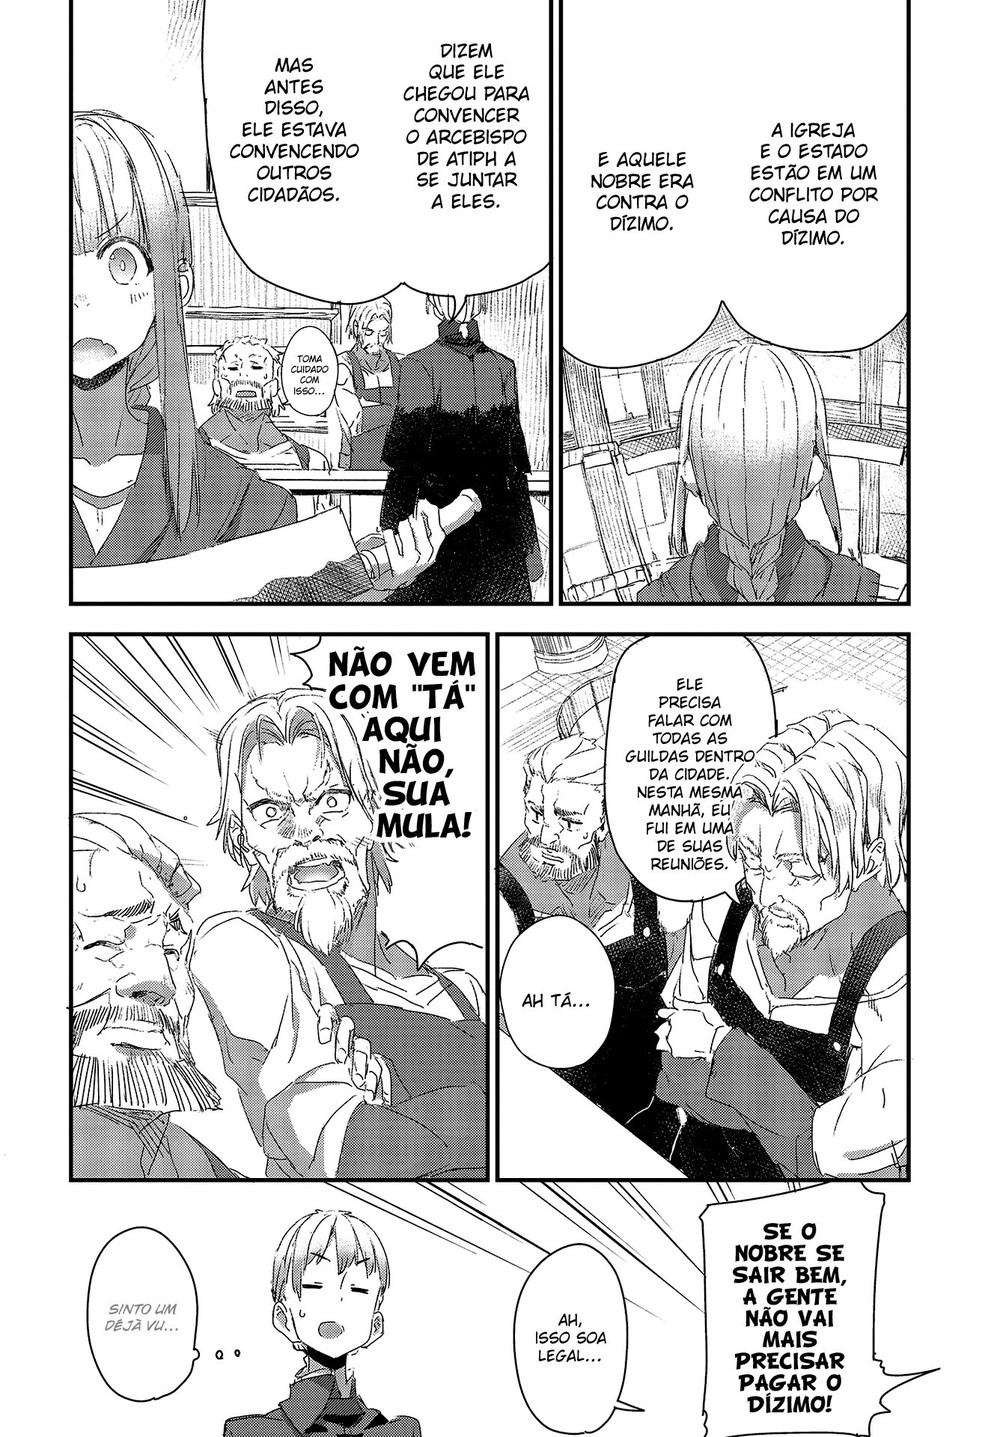 A IGREJA
E O ESTADO
ESTÃO EM UM
CONFLITO POR
CAUSA DO
DÍZIMO.
E AQUELE
NOBRE ERA
CONTRA O
DÍZIMO.
DIZEM
QUE ELE
CHEGOU PARA
CONVENCER
O ARCEBISPO
DE ATIPH A
SE JUNTAR
A ELES.
MAS
ANTES
DISSO,
ELE ESTAVA
CONVENCENDO
OUTROS
CIDADÃOS.
TOMA
CUIDADO
COM
ISSO...
ELE
PRECISA
FALAR COM
TODAS AS
GUILDAS DENTRO
DA CIDADE.
NESTA MESMA
MANHÃ, EU
FUI EM UMA
DE SUAS
REUNIÕES.
AH TÁ...
NÃO VEM
COM "TÁ"
AQUI
NÃO,
SUA
MULA!
SE O
NOBRE SE
SAIR BEM,
A GENTE
NÃO VAI
MAIS
PRECISAR
PAGAR O
DÍZIMO!
AH,
ISSO SOA
LEGAL...
SINTO UM
DÉJÀ VU...